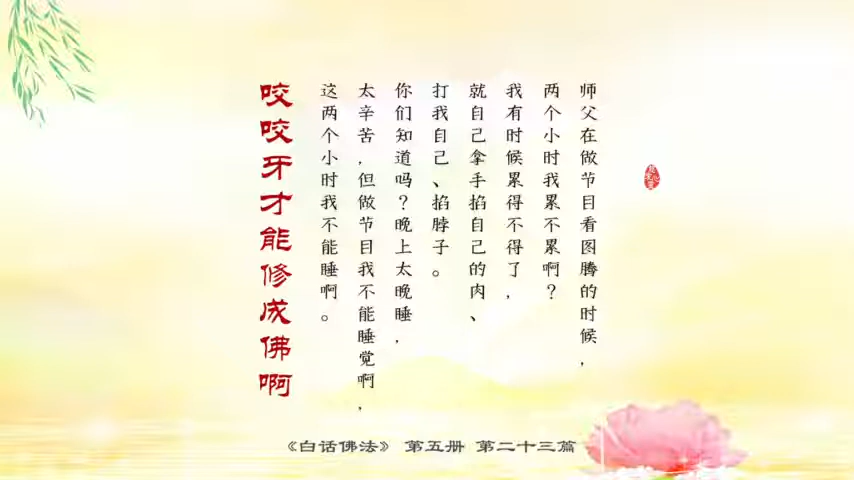 师父在做节目看图腾的时候，
两个小时我累不累啊？
我有时候累得不得了，
就自己拿手掐自己的肉、
打我自己、掐脖子。
你们知道吗？晚上太晚睡，
太辛苦，但做节目我不能睡觉啊，
这两个小时我不能睡啊。
咬咬牙才能修成佛啊
《白话佛法》 第五册 第二十三篇